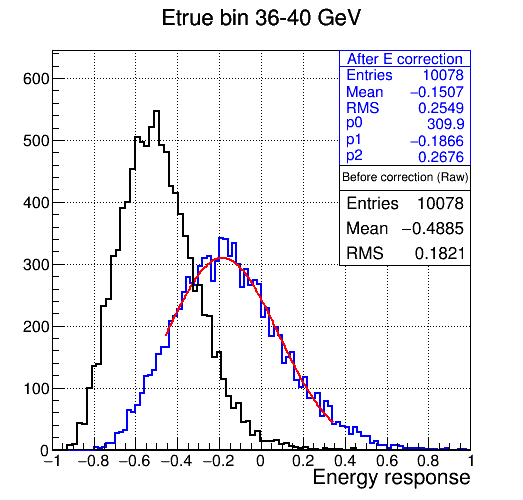 Etrue bin 36-40 GeV
After E correction
Entries 10078
Mean −0.1507
RMS 0.2549
p0 309.9
p1 −0.1866
p2 0.2676
Before correction (Raw)
Entries 10078
Mean −0.4885
RMS 0.1821
600
500
400
300
200
100
0
−1 −0.8 −0.6 −0.4 −0.2 0 0.2 0.4 0.6 0.8 1
Energy response